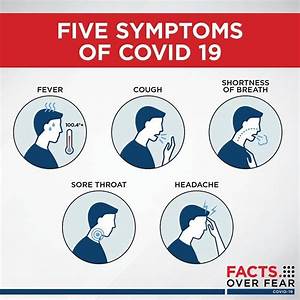 FIVE SYMPTOMS
OF COVID 19
FEVER
COUGH
SHORTNESS
OF BREATH
100.4°+
SORE THROAT
HEADACHE
FACTS
OVER FEAR
COVID-19